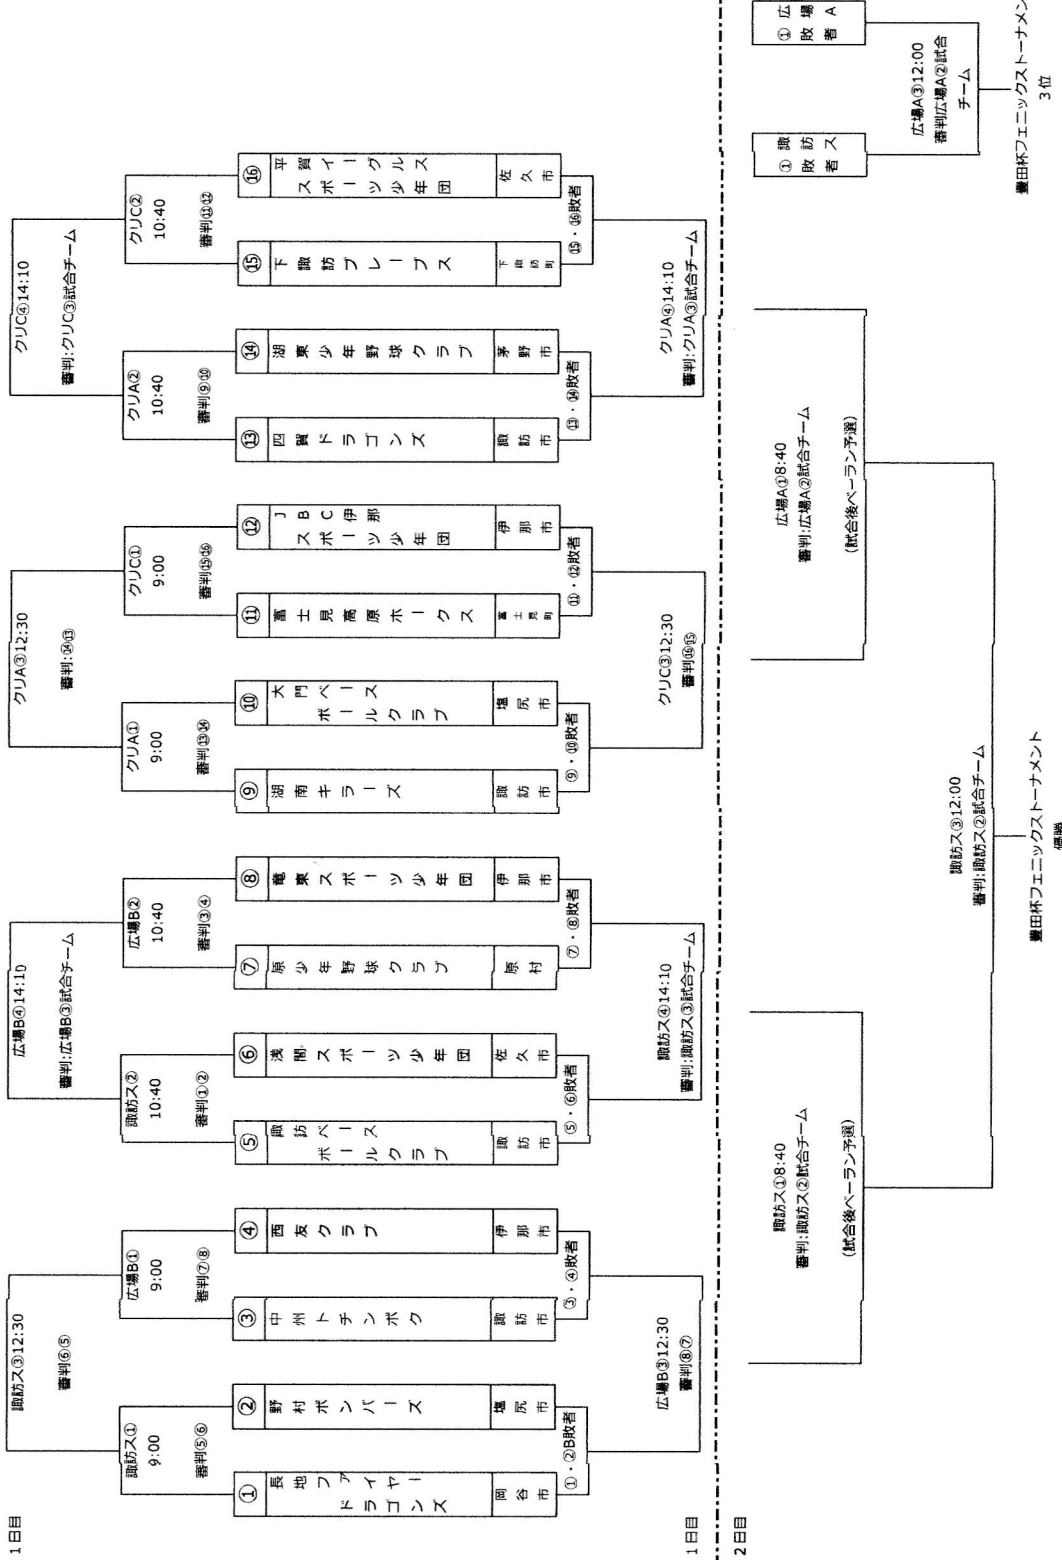 1日目
諏訪ス③12:30
審判⑥⑤
広場B④14:10
審判:広場B③試合チーム
クリA③12:30
審判:⑭⑬
クリC④14:10
審判:クリC③試合チーム
諏訪ス①
9:00
審判⑤⑥
広場B①
9:00
審判⑦⑧
諏訪ス②
10:40
審判①②
広場B②
10:40
審判③④
クリA①
9:00
審判⑬⑭
クリC①
9:00
審判⑮⑯
クリA②
10:40
審判⑨⑩
クリC②
10:40
審判⑪⑫
①
長地ファイヤー
ドラゴンズ
岡谷市
②
野村ボンバーズ
塩尻市
③
中州トチンボク
諏訪市
④
西友クラブ
伊那市
⑤
諏訪ベース
ボールクラブ
諏訪市
⑥
浅間スポーツ少年団
佐久市
⑦
原少年野球クラブ
原村
⑧
竜東スポーツ少年団
伊那市
⑨
湖南キラーズ
諏訪市
⑩
大門ベース
ボールクラブ
塩尻市
⑪
富士見高原ホークス
富士見町
⑫
JBC伊那
スポーツ少年団
伊那市
⑬
四賀ドラゴンズ
諏訪市
⑭
湖東少年野球クラブ
茅野市
⑮
下諏訪ブレーブス
下諏訪町
⑯
平賀イーグルス
スポーツ少年団
佐久市
①・②B敗者
③・④敗者
⑤・⑥敗者
⑦・⑧敗者
⑨・⑩敗者
⑪・⑫敗者
⑬・⑭敗者
⑮・⑯敗者
広場B③12:30
審判⑧⑦
諏訪ス④14:10
審判:諏訪ス③試合チーム
クリC③12:30
審判⑯⑮
クリA④14:10
審判:クリA③試合チーム
1日目
2日目
諏訪ス①8:40
審判:諏訪ス②試合チーム
(試合後ベーラン予選)
広場A①8:40
審判:広場A②試合チーム
(試合後ベーラン予選)
諏訪ス③12:00
審判:諏訪ス②試合チーム
豊田杯フェニックストーナメント
優勝
諏訪ス
①敗者
広場A
①敗者
広場A③12:00
審判広場A②試合
チーム
豊田杯フェニックストーナメン
3位